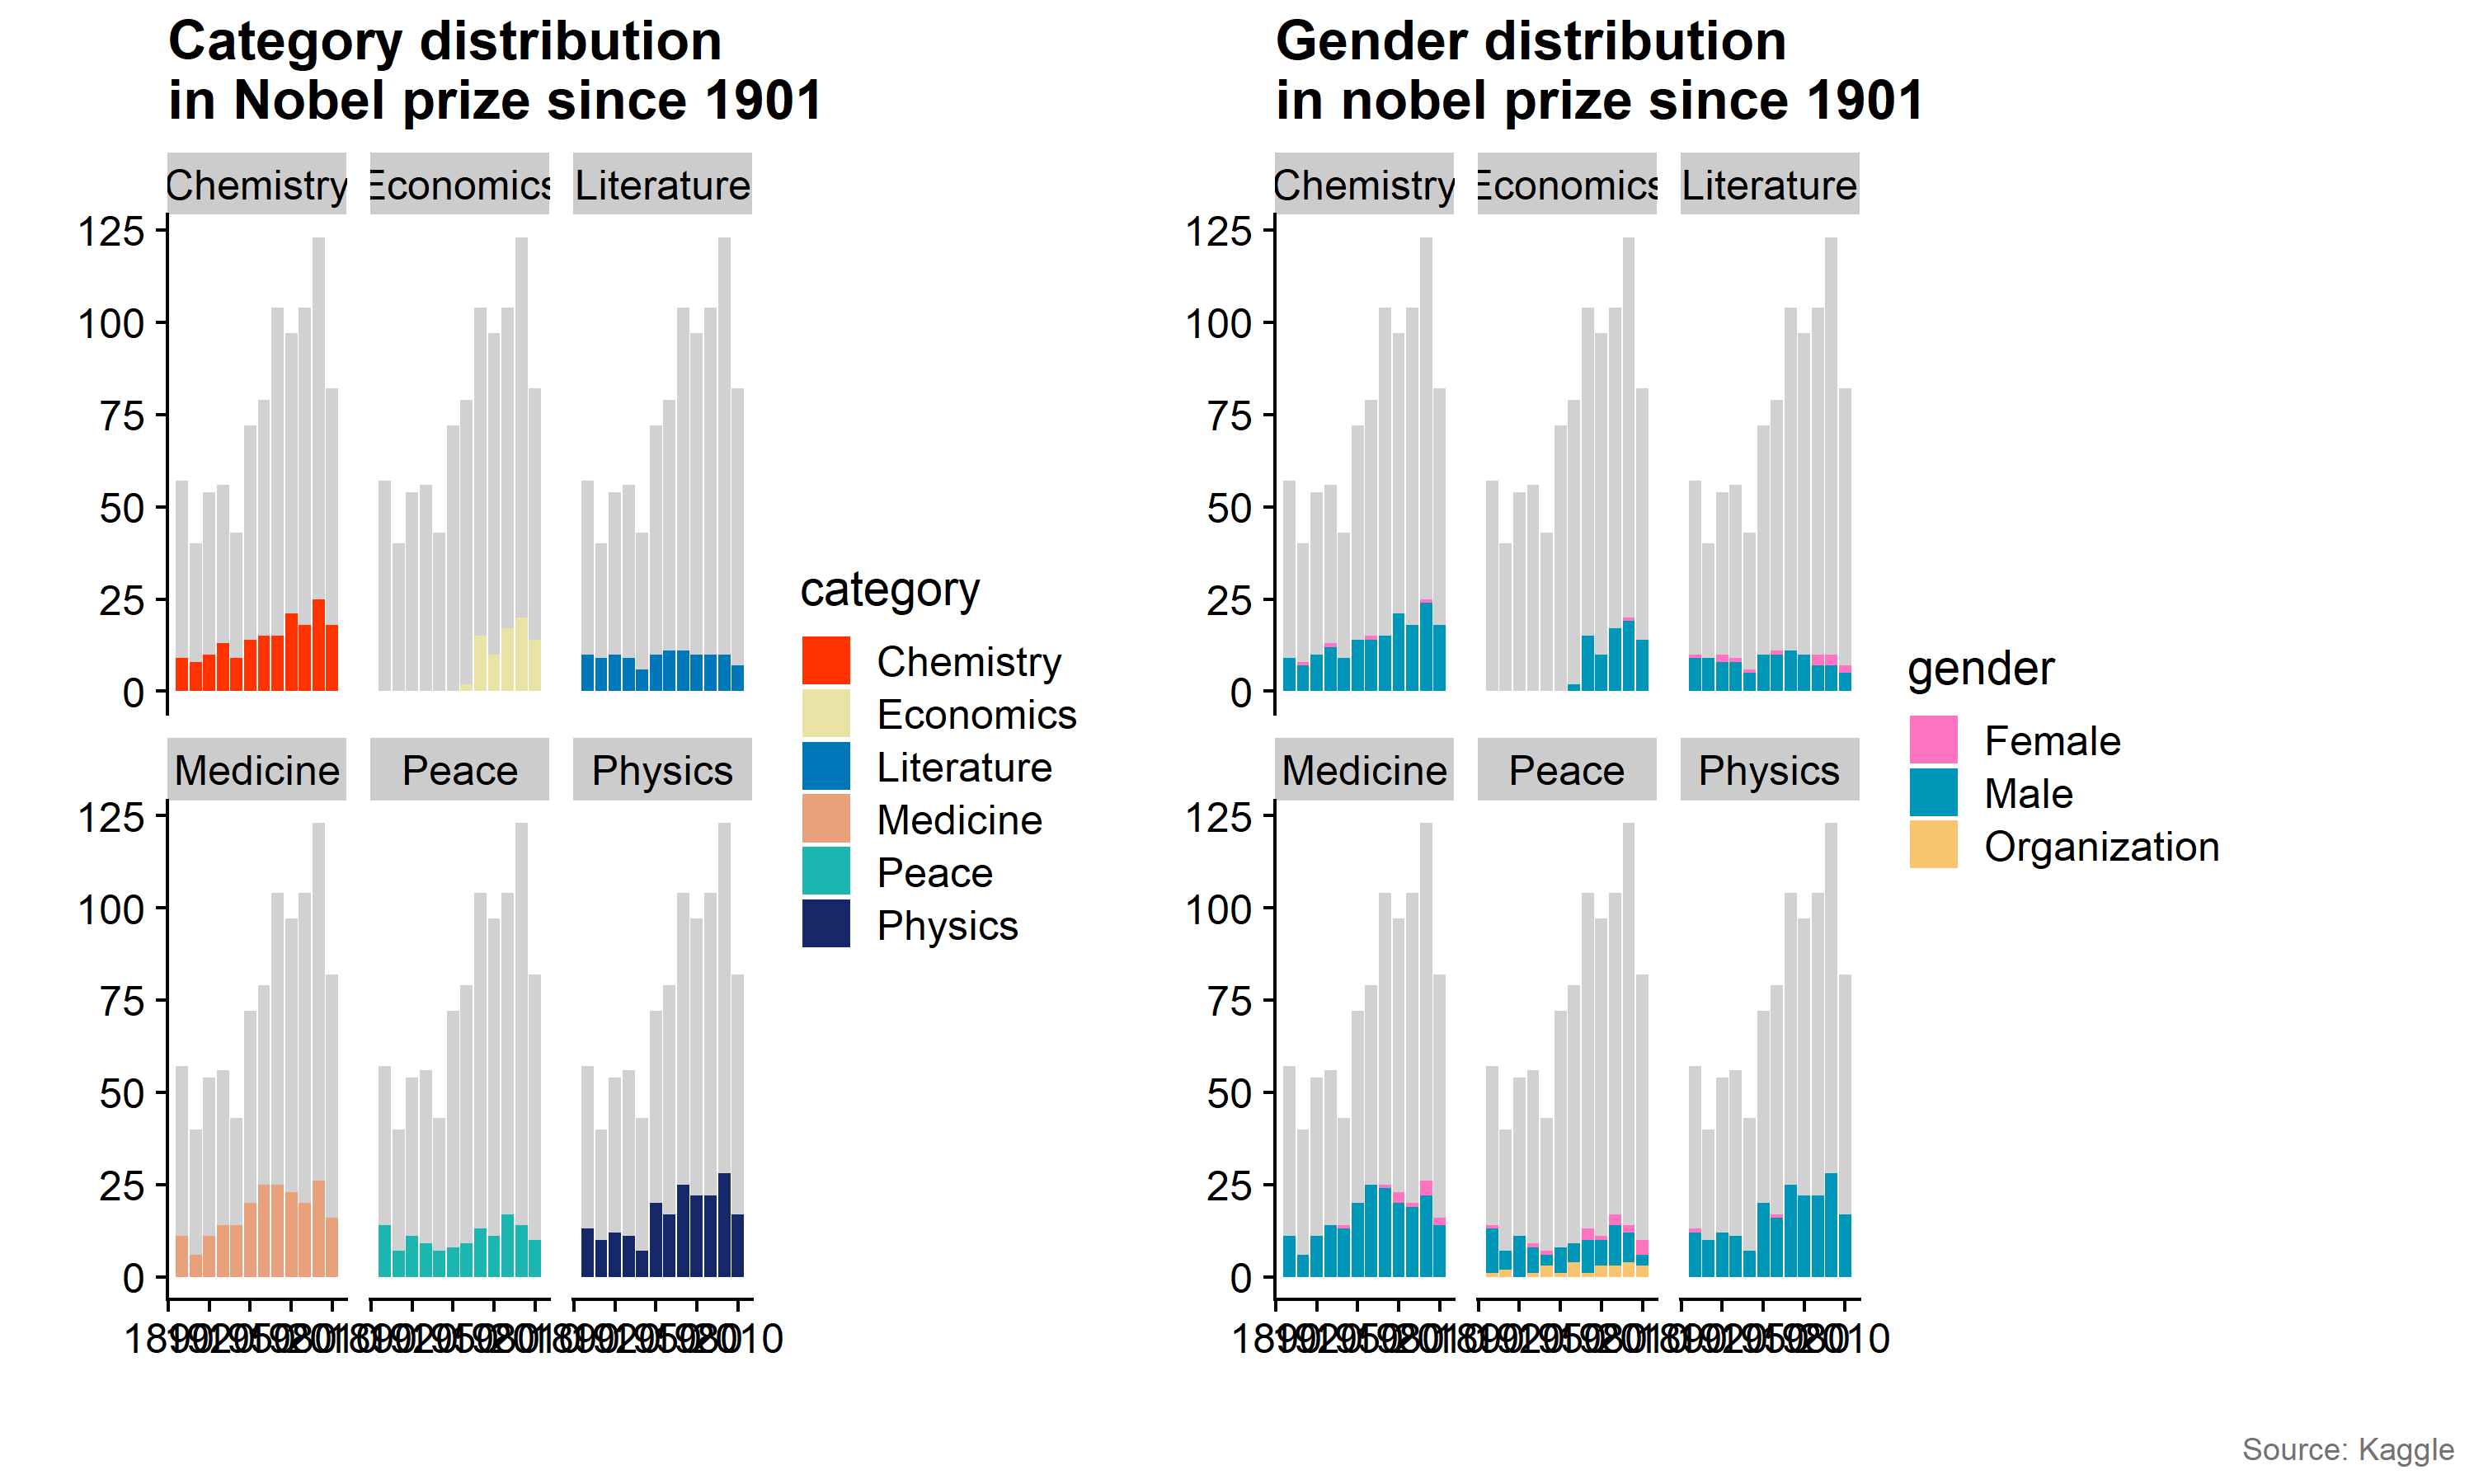 Category distribution
in Nobel prize since 1901
Chemistry Economics Literature
125
100
75
50
25
0
Medicine Peace Physics
125
100
75
50
25
0
category
Chemistry
Economics
Literature
Medicine
Peace
Physics
Gender distribution
in nobel prize since 1901
Chemistry Economics Literature
125
100
75
50
25
0
Medicine Peace Physics
125
100
75
50
25
0
gender
Female
Male
Organization
Source: Kaggle